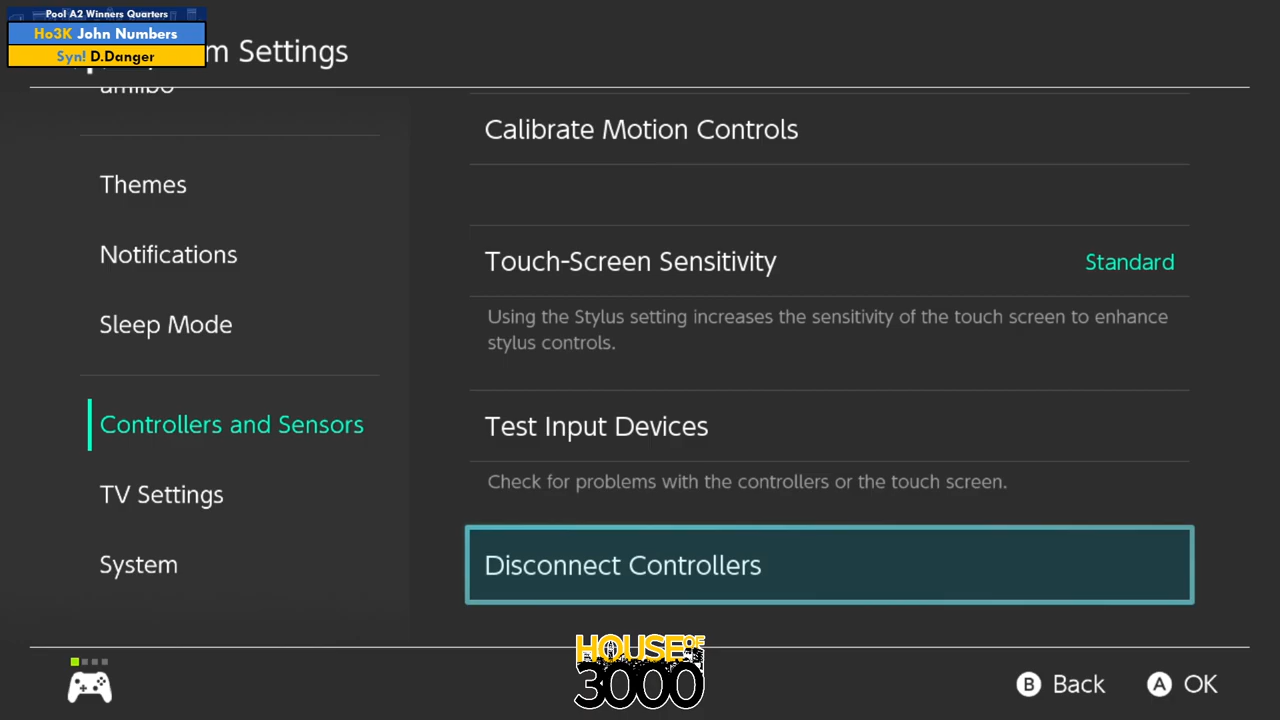 Pool A2 Winners Quarters
Ho3K John Numbers
Syn! D.Danger
m Settings
amiibo
Themes
Notifications
Sleep Mode
Controllers and Sensors
TV Settings
System
Calibrate Motion Controls
Touch-Screen Sensitivity Standard
Using the Stylus setting increases the sensitivity of the touch screen to enhance
stylus controls.
Test Input Devices
Check for problems with the controllers or the touch screen.
Disconnect Controllers
HOUSE OF
3000
B Back A OK